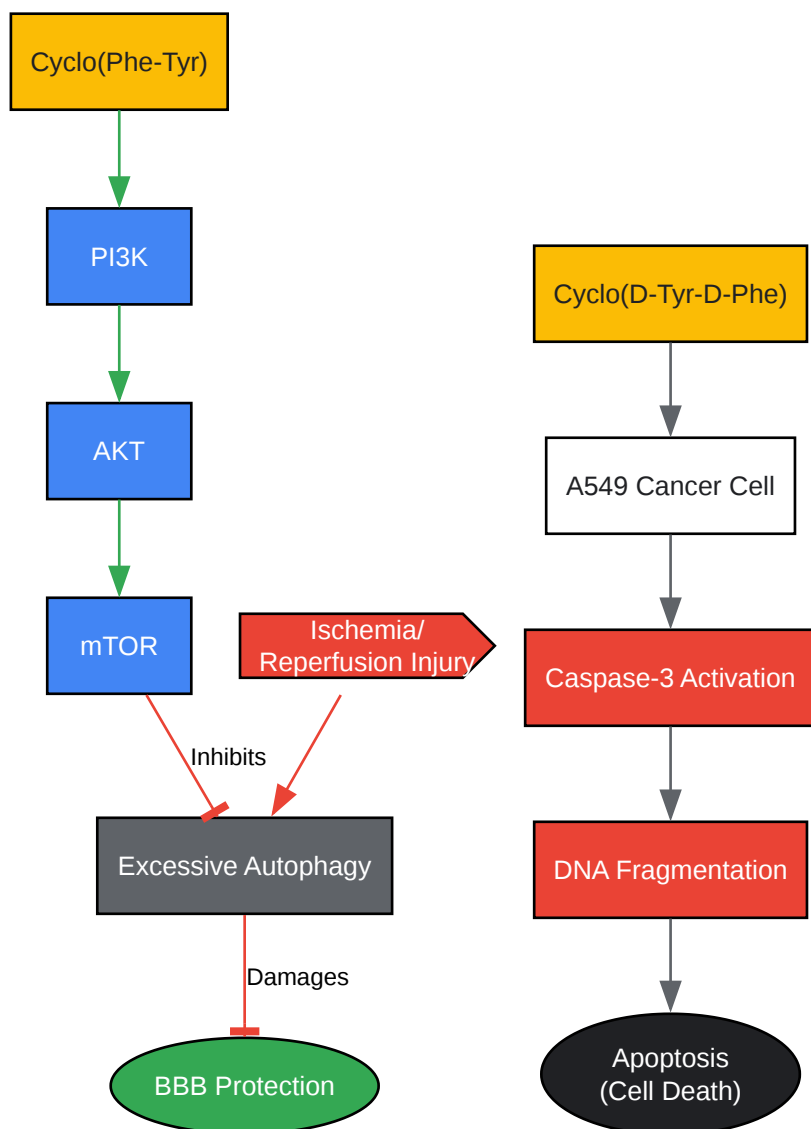 Cyclo(Phe-Tyr)
PI3K
AKT
mTOR
Ischemia/
Reperfusion Injury
Inhibits
Excessive Autophagy
Damages
BBB Protection
Cyclo(D-Tyr-D-Phe)
A549 Cancer Cell
Caspase-3 Activation
DNA Fragmentation
Apoptosis
(Cell Death)